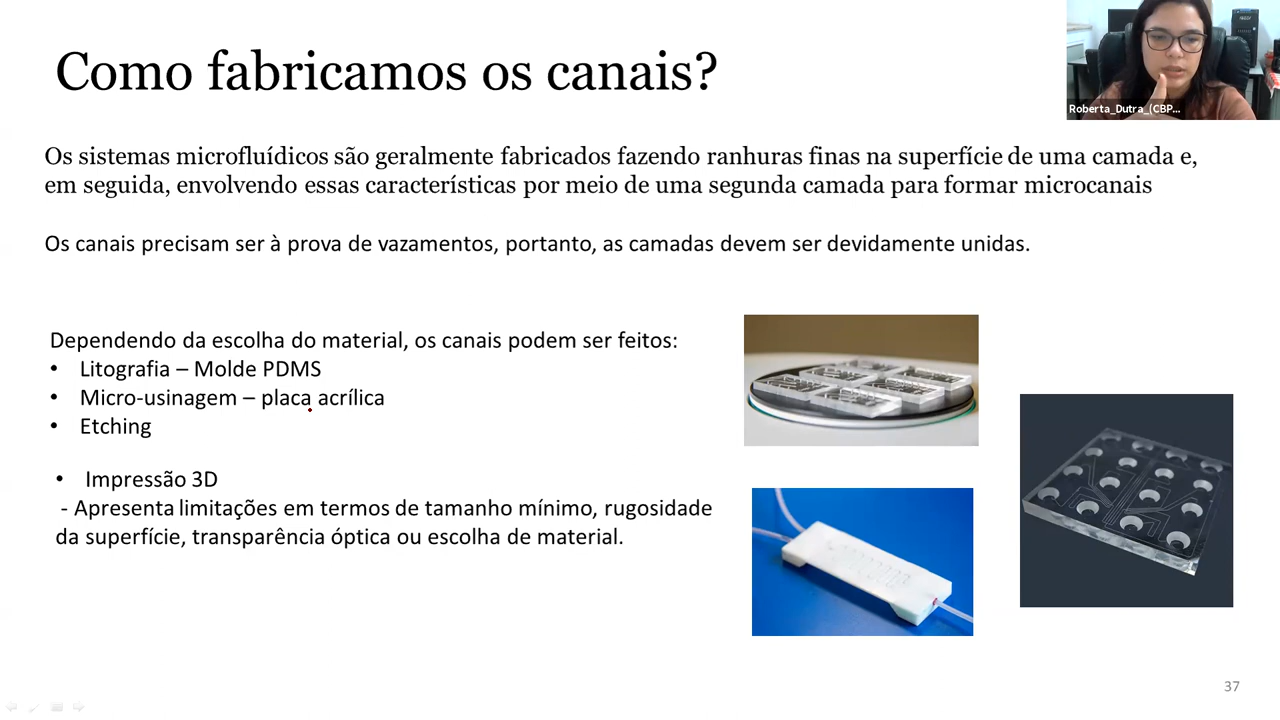 Como fabricamos os canais?
Roberta_Dutra_(CBP...
Os sistemas microfluídicos são geralmente fabricados fazendo ranhuras finas na superfície de uma camada e,
em seguida, envolvendo essas características por meio de uma segunda camada para formar microcanais
Os canais precisam ser à prova de vazamentos, portanto, as camadas devem ser devidamente unidas.
Dependendo da escolha do material, os canais podem ser feitos:
• Litografia – Molde PDMS
• Micro-usinagem – placa acrílica
• Etching
• Impressão 3D
- Apresenta limitações em termos de tamanho mínimo, rugosidade
da superfície, transparência óptica ou escolha de material.
37